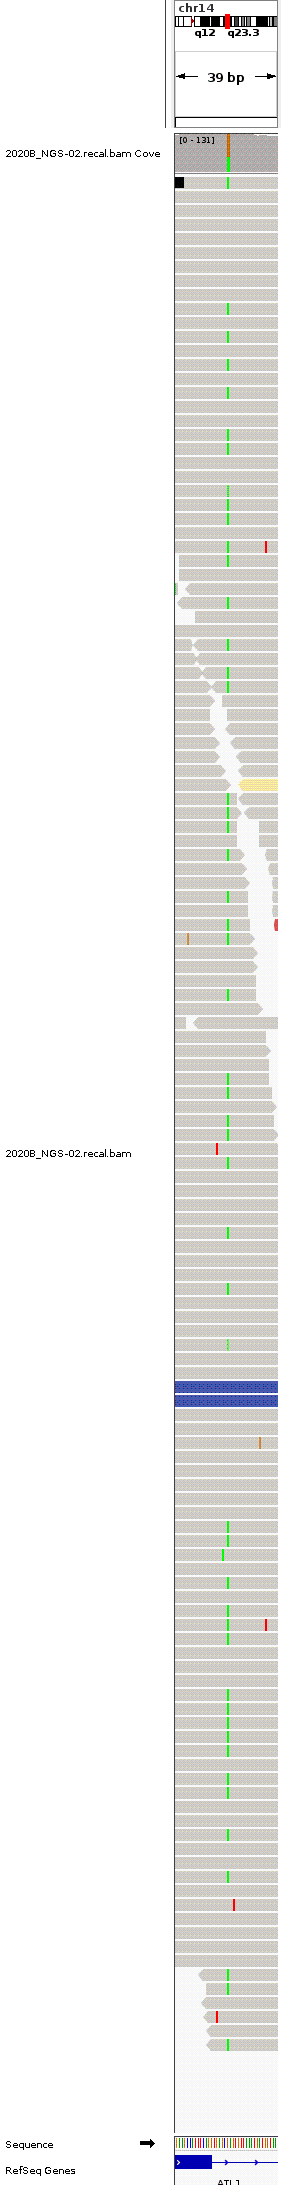 chr14
q12 q23.3
39 bp
[0 - 131]
2020B_NGS-02.recal.bam Cove
2020B_NGS-02.recal.bam
Sequence
RefSeq Genes
ATL1